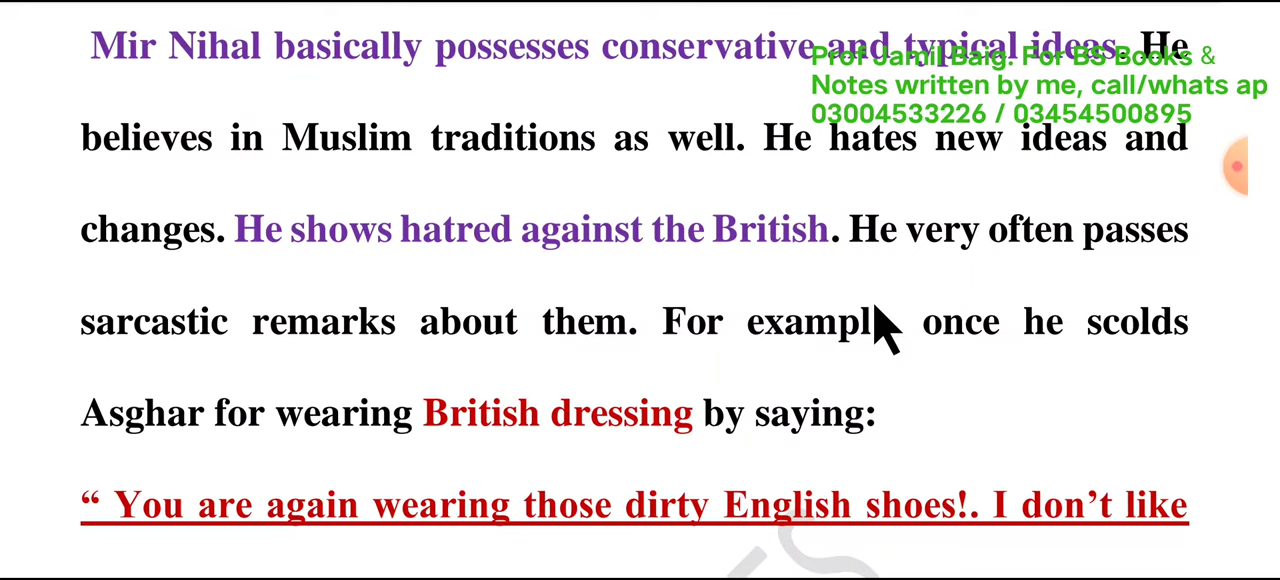 Mir Nihal basically possesses conservative and typical ideas. He
Prof Jamil Baig. For BS Books &
Notes written by me, call/whats ap
03004533226 / 03454500895
believes in Muslim traditions as well. He hates new ideas and
changes. He shows hatred against the British. He very often passes
sarcastic remarks about them. For exampl once he scolds
Asghar for wearing British dressing by saying:
“ You are again wearing those dirty English shoes!. I don’t like